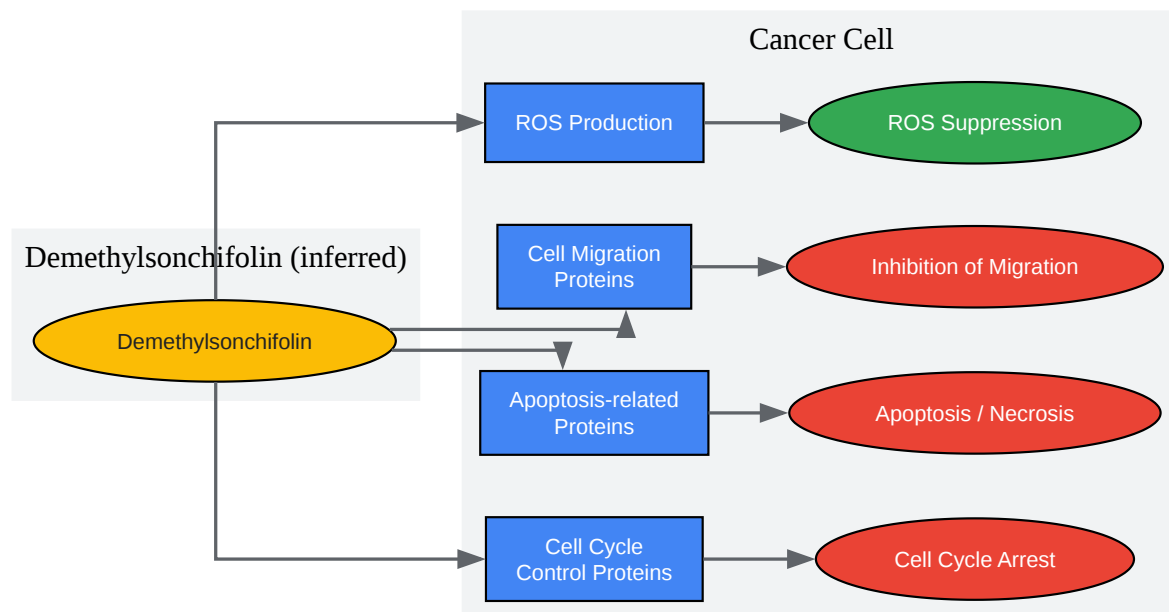 Cancer Cell
ROS Production
ROS Suppression
Demethylsonchifolin (inferred)
Cell Migration
Proteins
Inhibition of Migration
Demethylsonchifolin
Apoptosis-related
Proteins
Apoptosis / Necrosis
Cell Cycle
Control Proteins
Cell Cycle Arrest